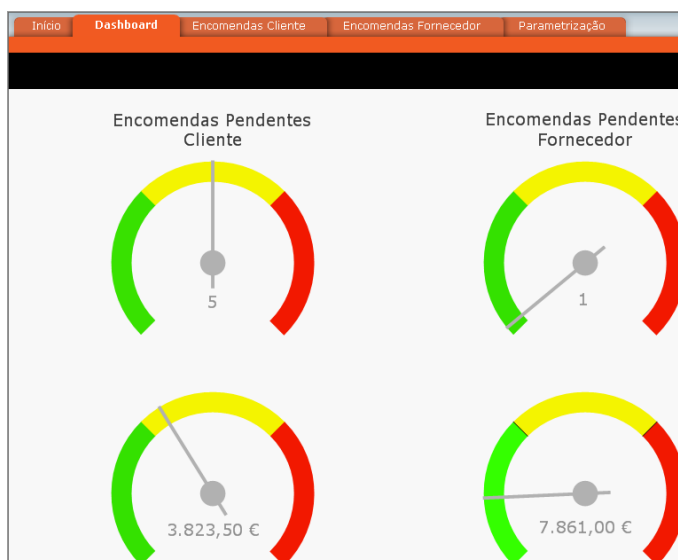 Início
Dashboard
Encomendas Cliente
Encomendas Fornecedor
Parametrização
Encomendas Pendentes
Cliente
Encomendas Pendentes
Fornecedor
5
1
3.823,50 €
7.861,00 €